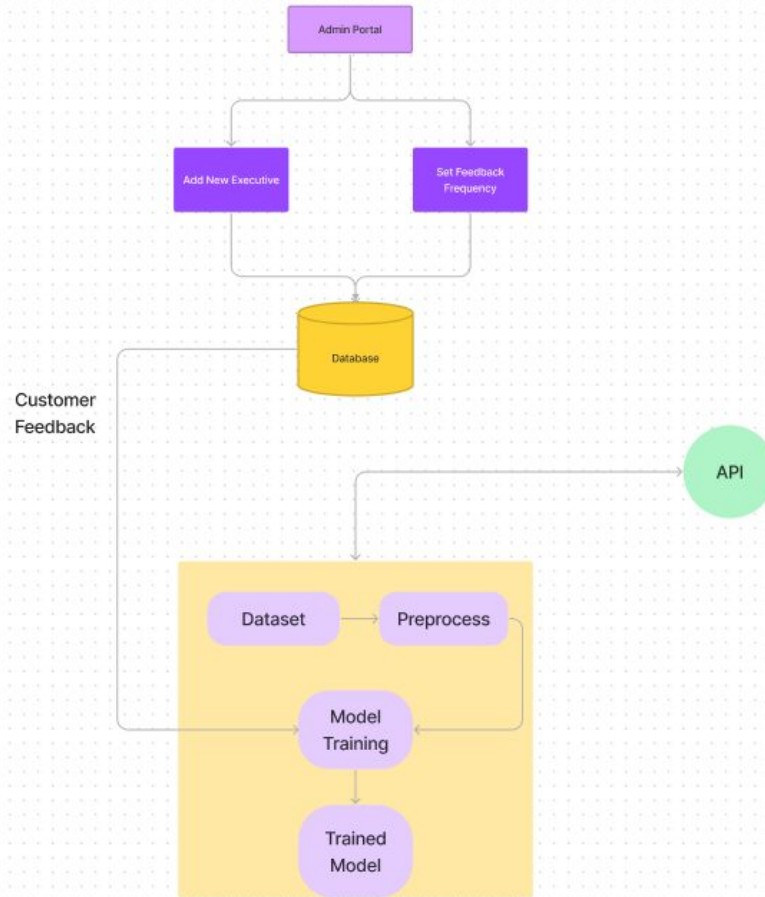 Admin Portal
Add New Executive
Set Feedback
Frequency
Database
Customer
Feedback
API
Dataset
Preprocess
Model
Training
Trained
Model